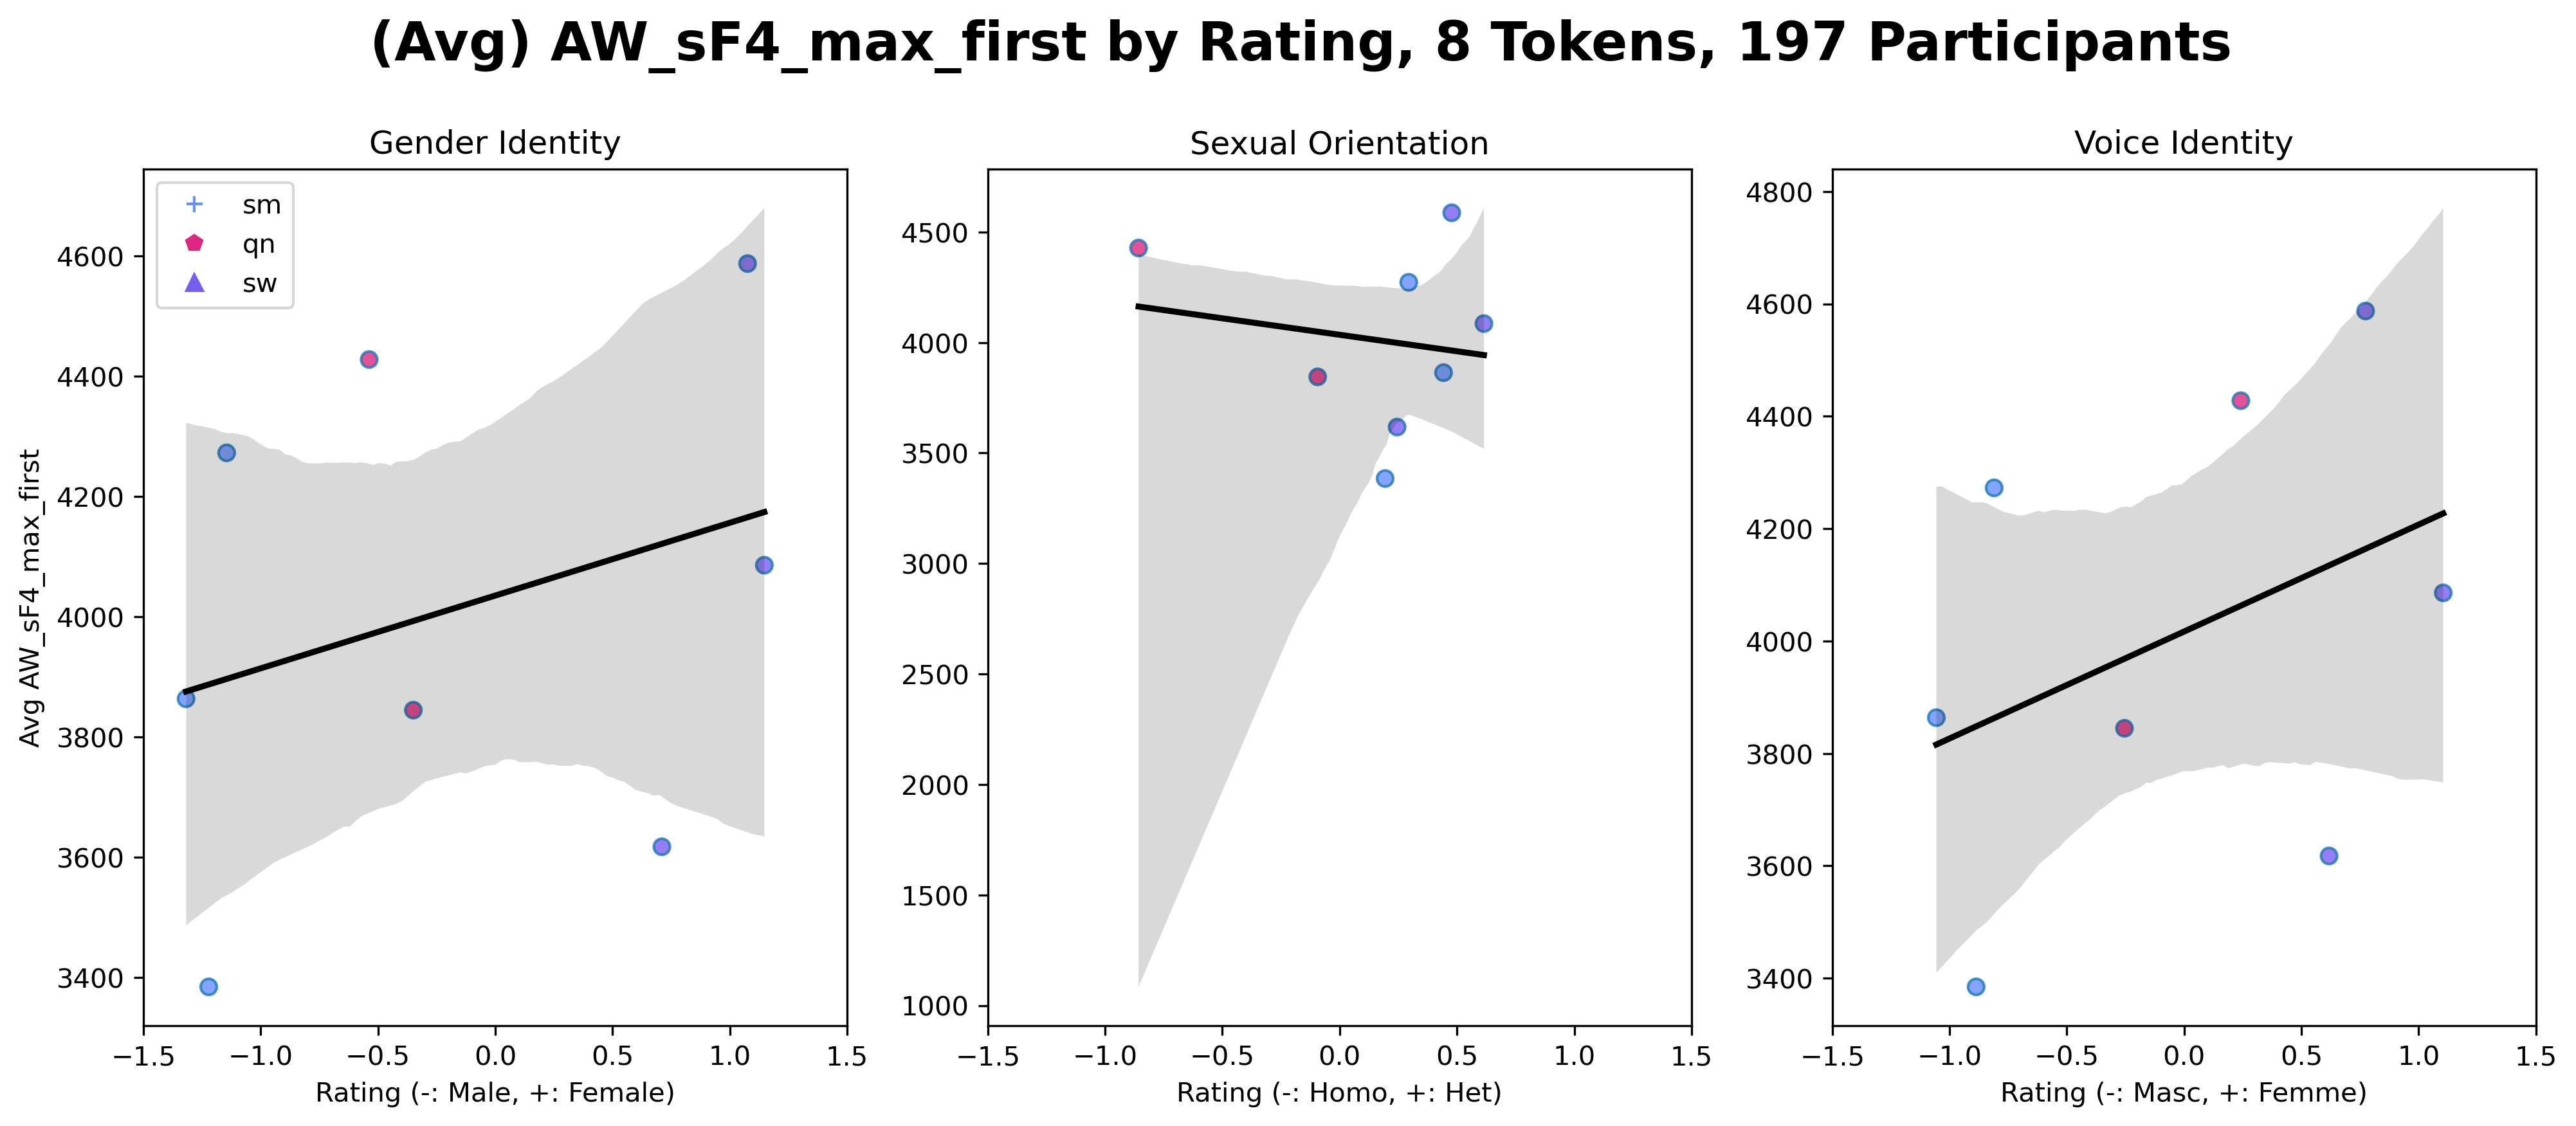 (Avg) AW_sF4_max_first by Rating, 8 Tokens, 197 Participants
Gender Identity
sm
qn
sw
4600
4400
4200
4000
3800
3600
3400
Avg AW_sF4_max_first
−1.5 −1.0 −0.5 0.0 0.5 1.0 1.5
Rating (-: Male, +: Female)
Sexual Orientation
4500
4000
3500
3000
2500
2000
1500
1000
−1.5 −1.0 −0.5 0.0 0.5 1.0 1.5
Rating (-: Homo, +: Het)
Voice Identity
4800
4600
4400
4200
4000
3800
3600
3400
−1.5 −1.0 −0.5 0.0 0.5 1.0 1.5
Rating (-: Masc, +: Femme)